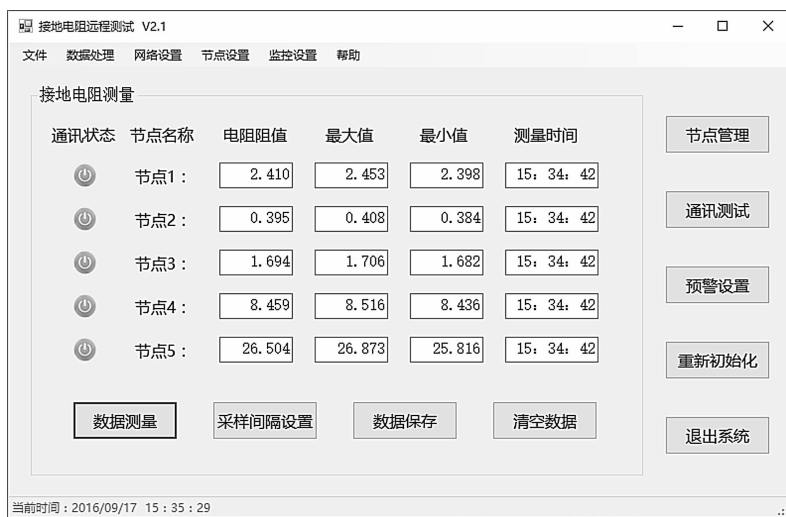 接地电阻远程测试 V2.1
文件 数据处理 网络设置 节点设置 监控设置 帮助
接地电阻测量
通讯状态 节点名称 电阻阻值 最大值 最小值 测量时间
节点管理
节点1： 2.410 2.453 2.398 15：34：42
节点2： 0.395 0.408 0.384 15：34：42
通讯测试
节点3： 1.694 1.706 1.682 15：34：42
预警设置
节点4： 8.459 8.516 8.436 15：34：42
节点5： 26.504 26.873 25.816 15：34：42
重新初始化
数据测量 采样间隔设置 数据保存 清空数据
退出系统
当前时间：2016/09/17 15：35：29